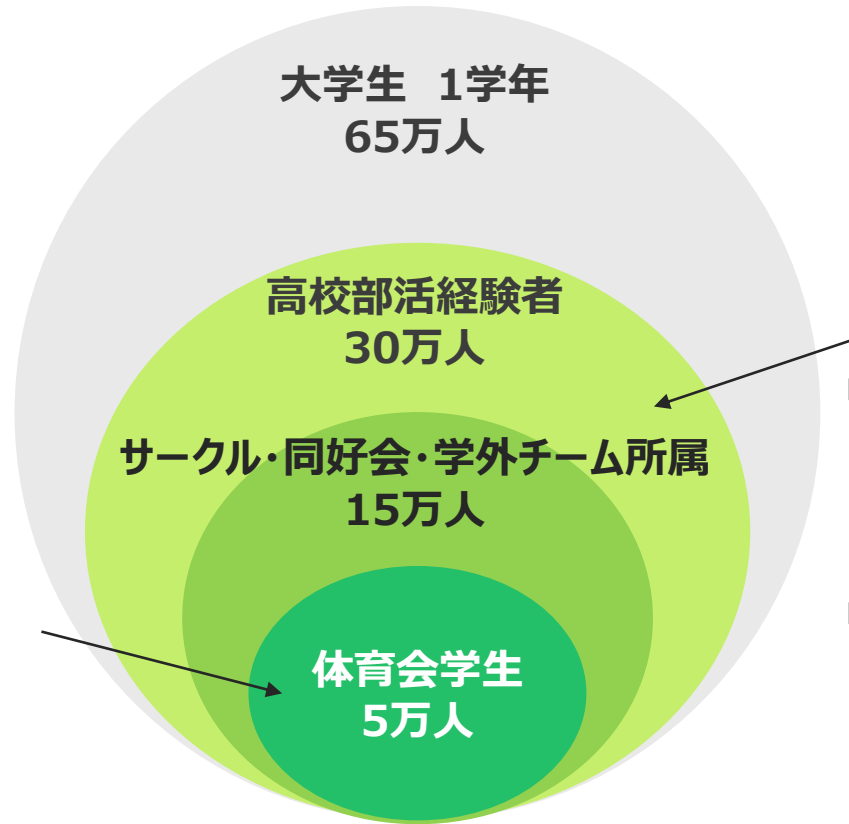 大学生 1学年
65万人
高校部活経験者
30万人
サークル・同好会・学外チーム所属
15万人
体育会学生
5万人